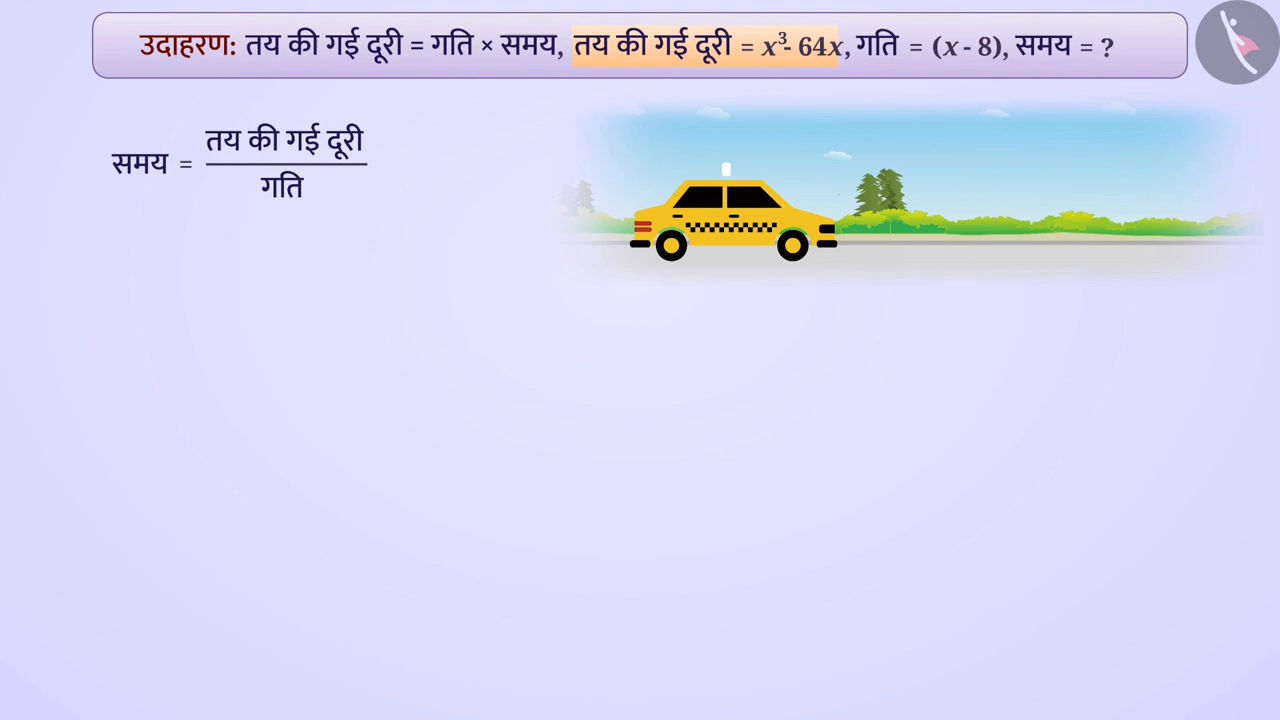 उदाहरण: तय की गई दूरी = गति × समय, तय की गई दूरी = x³- 64x, गति = (x - 8), समय = ?
समय = तय की गई दूरी
गति